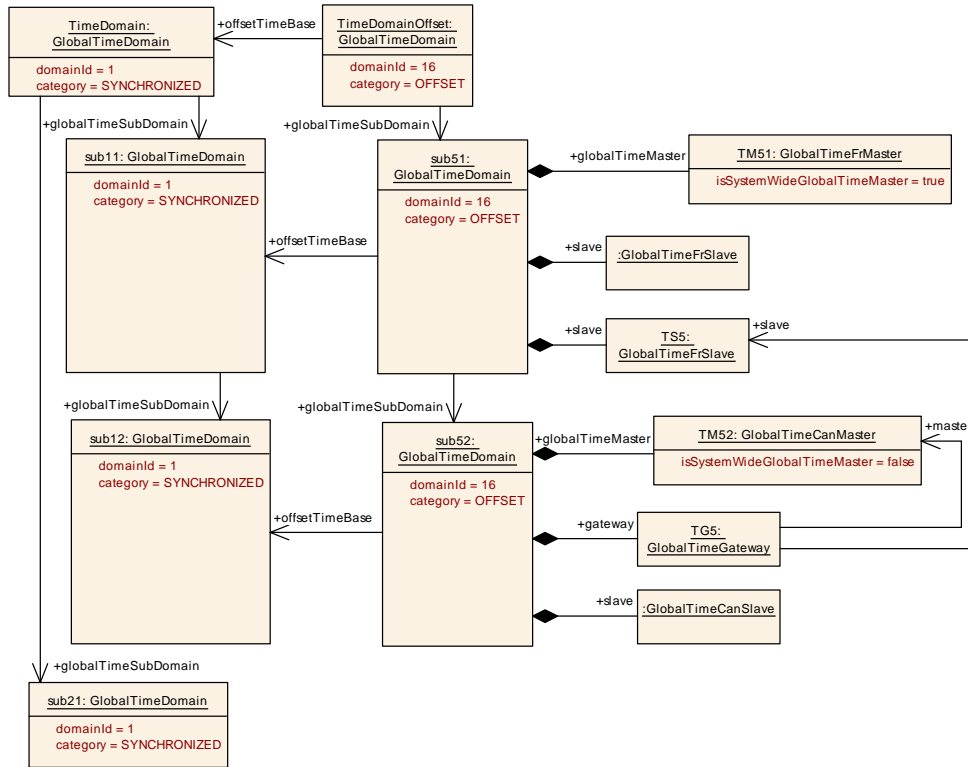 TimeDomain:
GlobalTimeDomain
domainId = 1
category = SYNCHRONIZED
+offsetTimeBase
TimeDomainOffset:
GlobalTimeDomain
domainId = 16
category = OFFSET
+globalTimeSubDomain
+globalTimeSubDomain
sub11: GlobalTimeDomain
domainId = 1
category = SYNCHRONIZED
+offsetTimeBase
sub51:
GlobalTimeDomain
domainId = 16
category = OFFSET
+globalTimeMaster
TM51: GlobalTimeFrMaster
isSystemWideGlobalTimeMaster = true
+slave
:GlobalTimeFrSlave
+slave
TS5:
GlobalTimeFrSlave
+slave
+globalTimeSubDomain
+globalTimeSubDomain
sub12: GlobalTimeDomain
domainId = 1
category = SYNCHRONIZED
+offsetTimeBase
sub52:
GlobalTimeDomain
domainId = 16
category = OFFSET
+globalTimeMaster
TM52: GlobalTimeCanMaster
isSystemWideGlobalTimeMaster = false
+master
+gateway
TG5:
GlobalTimeGateway
+slave
:GlobalTimeCanSlave
+globalTimeSubDomain
sub21: GlobalTimeDomain
domainId = 1
category = SYNCHRONIZED